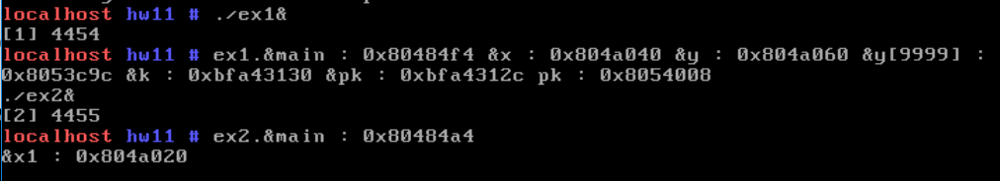 localhost hw11 # ./ex1&
[1] 4454
localhost hw11 # ex1.&main : 0x80484f4 &x : 0x804a040 &y : 0x804a060 &y[9999] :
0x8053c9c &k : 0xbfa43130 &pk : 0xbfa4312c pk : 0x8054008
./ex2&
[2] 4455
localhost hw11 # ex2.&main : 0x80484a4
&x1 : 0x804a020